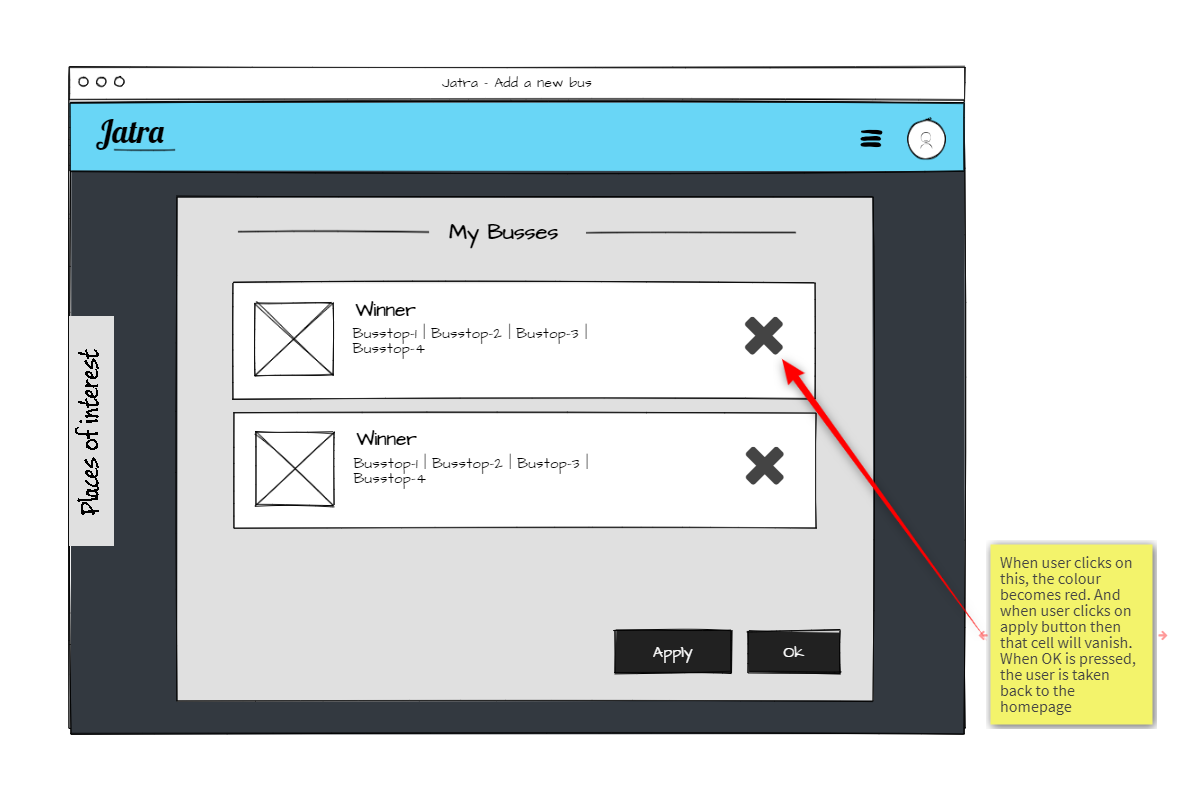 Jatra - Add a new bus
Jatra
My Busses
Winner
Busstop-1 | Busstop-2 | Bustop-3 |
Busstop-4
Winner
Busstop-1 | Busstop-2 | Bustop-3 |
Busstop-4
Places of interest
Apply
Ok
When user clicks on
this, the colour
becomes red. And
when user clicks on
apply button then
that cell will vanish.
When OK is pressed,
the user is taken
back to the
homepage